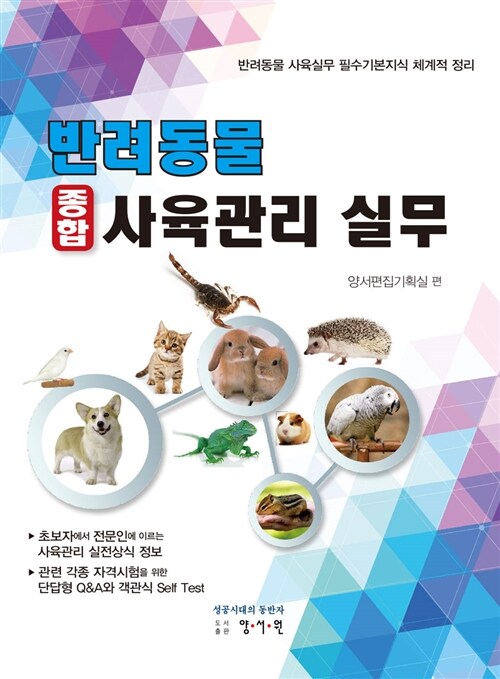 반려동물 사육실무 필수기본지식 체계적 정리
반려동물
종합 사육관리 실무
양서편집기획실 편
▶ 초보자에서 전문인에 이르는
사육관리 실전상식 정보
▶ 관련 각종 자격시험을 위한
단답형 Q&A와 객관식 Self Test
성공시대의 동반자
도서출판 양•서•원